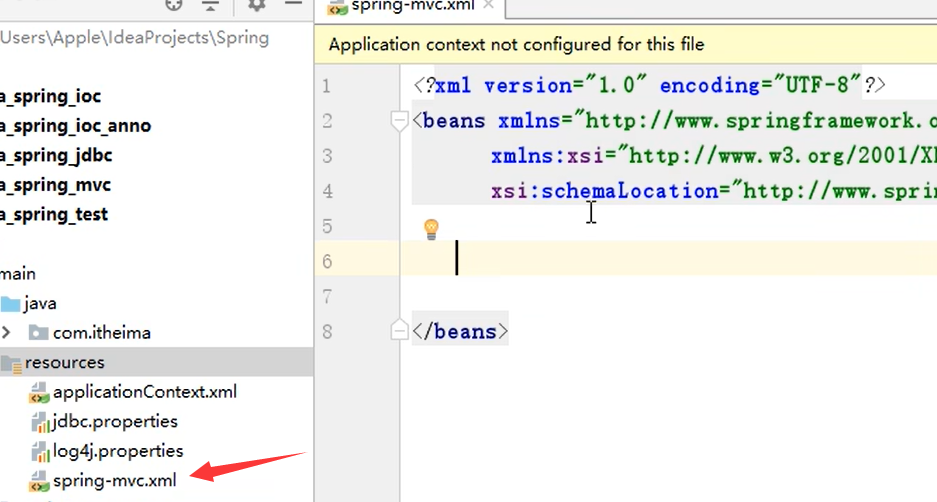 Users\Apple\IdeaProjects\Spring
a_spring_ioc
a_spring_ioc_anno
a_spring_jdbc
a_spring_mvc
a_spring_test
main
java
com.itheima
resources
applicationContext.xml
jdbc.properties
log4j.properties
spring-mvc.xml
spring-mvc.xml
Application context not configured for this file
1 <?xml version="1.0" encoding="UTF-8"?>
2 <beans xmlns="http://www.springframework.o
3 xmlns:xsi="http://www.w3.org/2001/XM
4 xsi:schemaLocation="http://www.sprin
5
6
7
8 </beans>